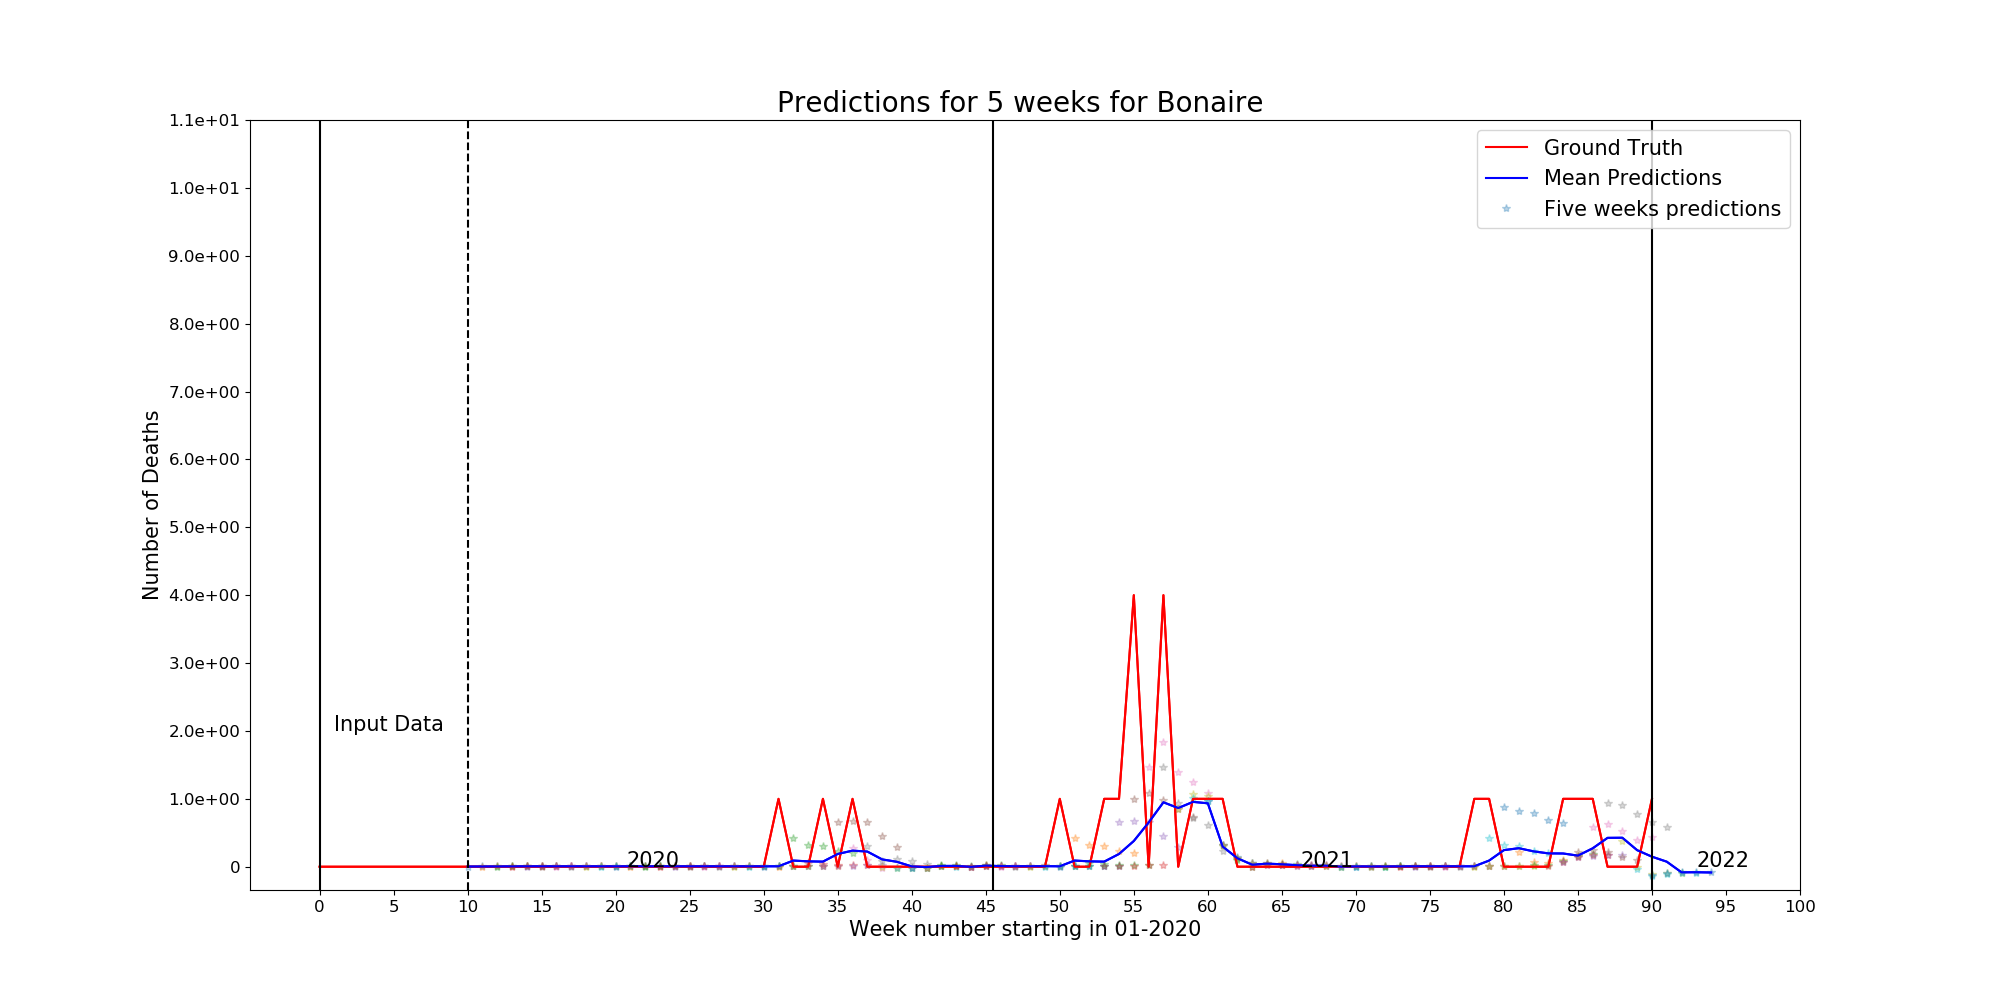 Predictions for 5 weeks for Bonaire
1.1e+01
1.0e+01
9.0e+00
8.0e+00
7.0e+00
6.0e+00
5.0e+00
4.0e+00
3.0e+00
2.0e+00
1.0e+00
0
Number of Deaths
Ground Truth
Mean Predictions
Five weeks predictions
Input Data
2020
2021
2022
0 5 10 15 20 25 30 35 40 45 50 55 60 65 70 75 80 85 90 95 100
Week number starting in 01-2020